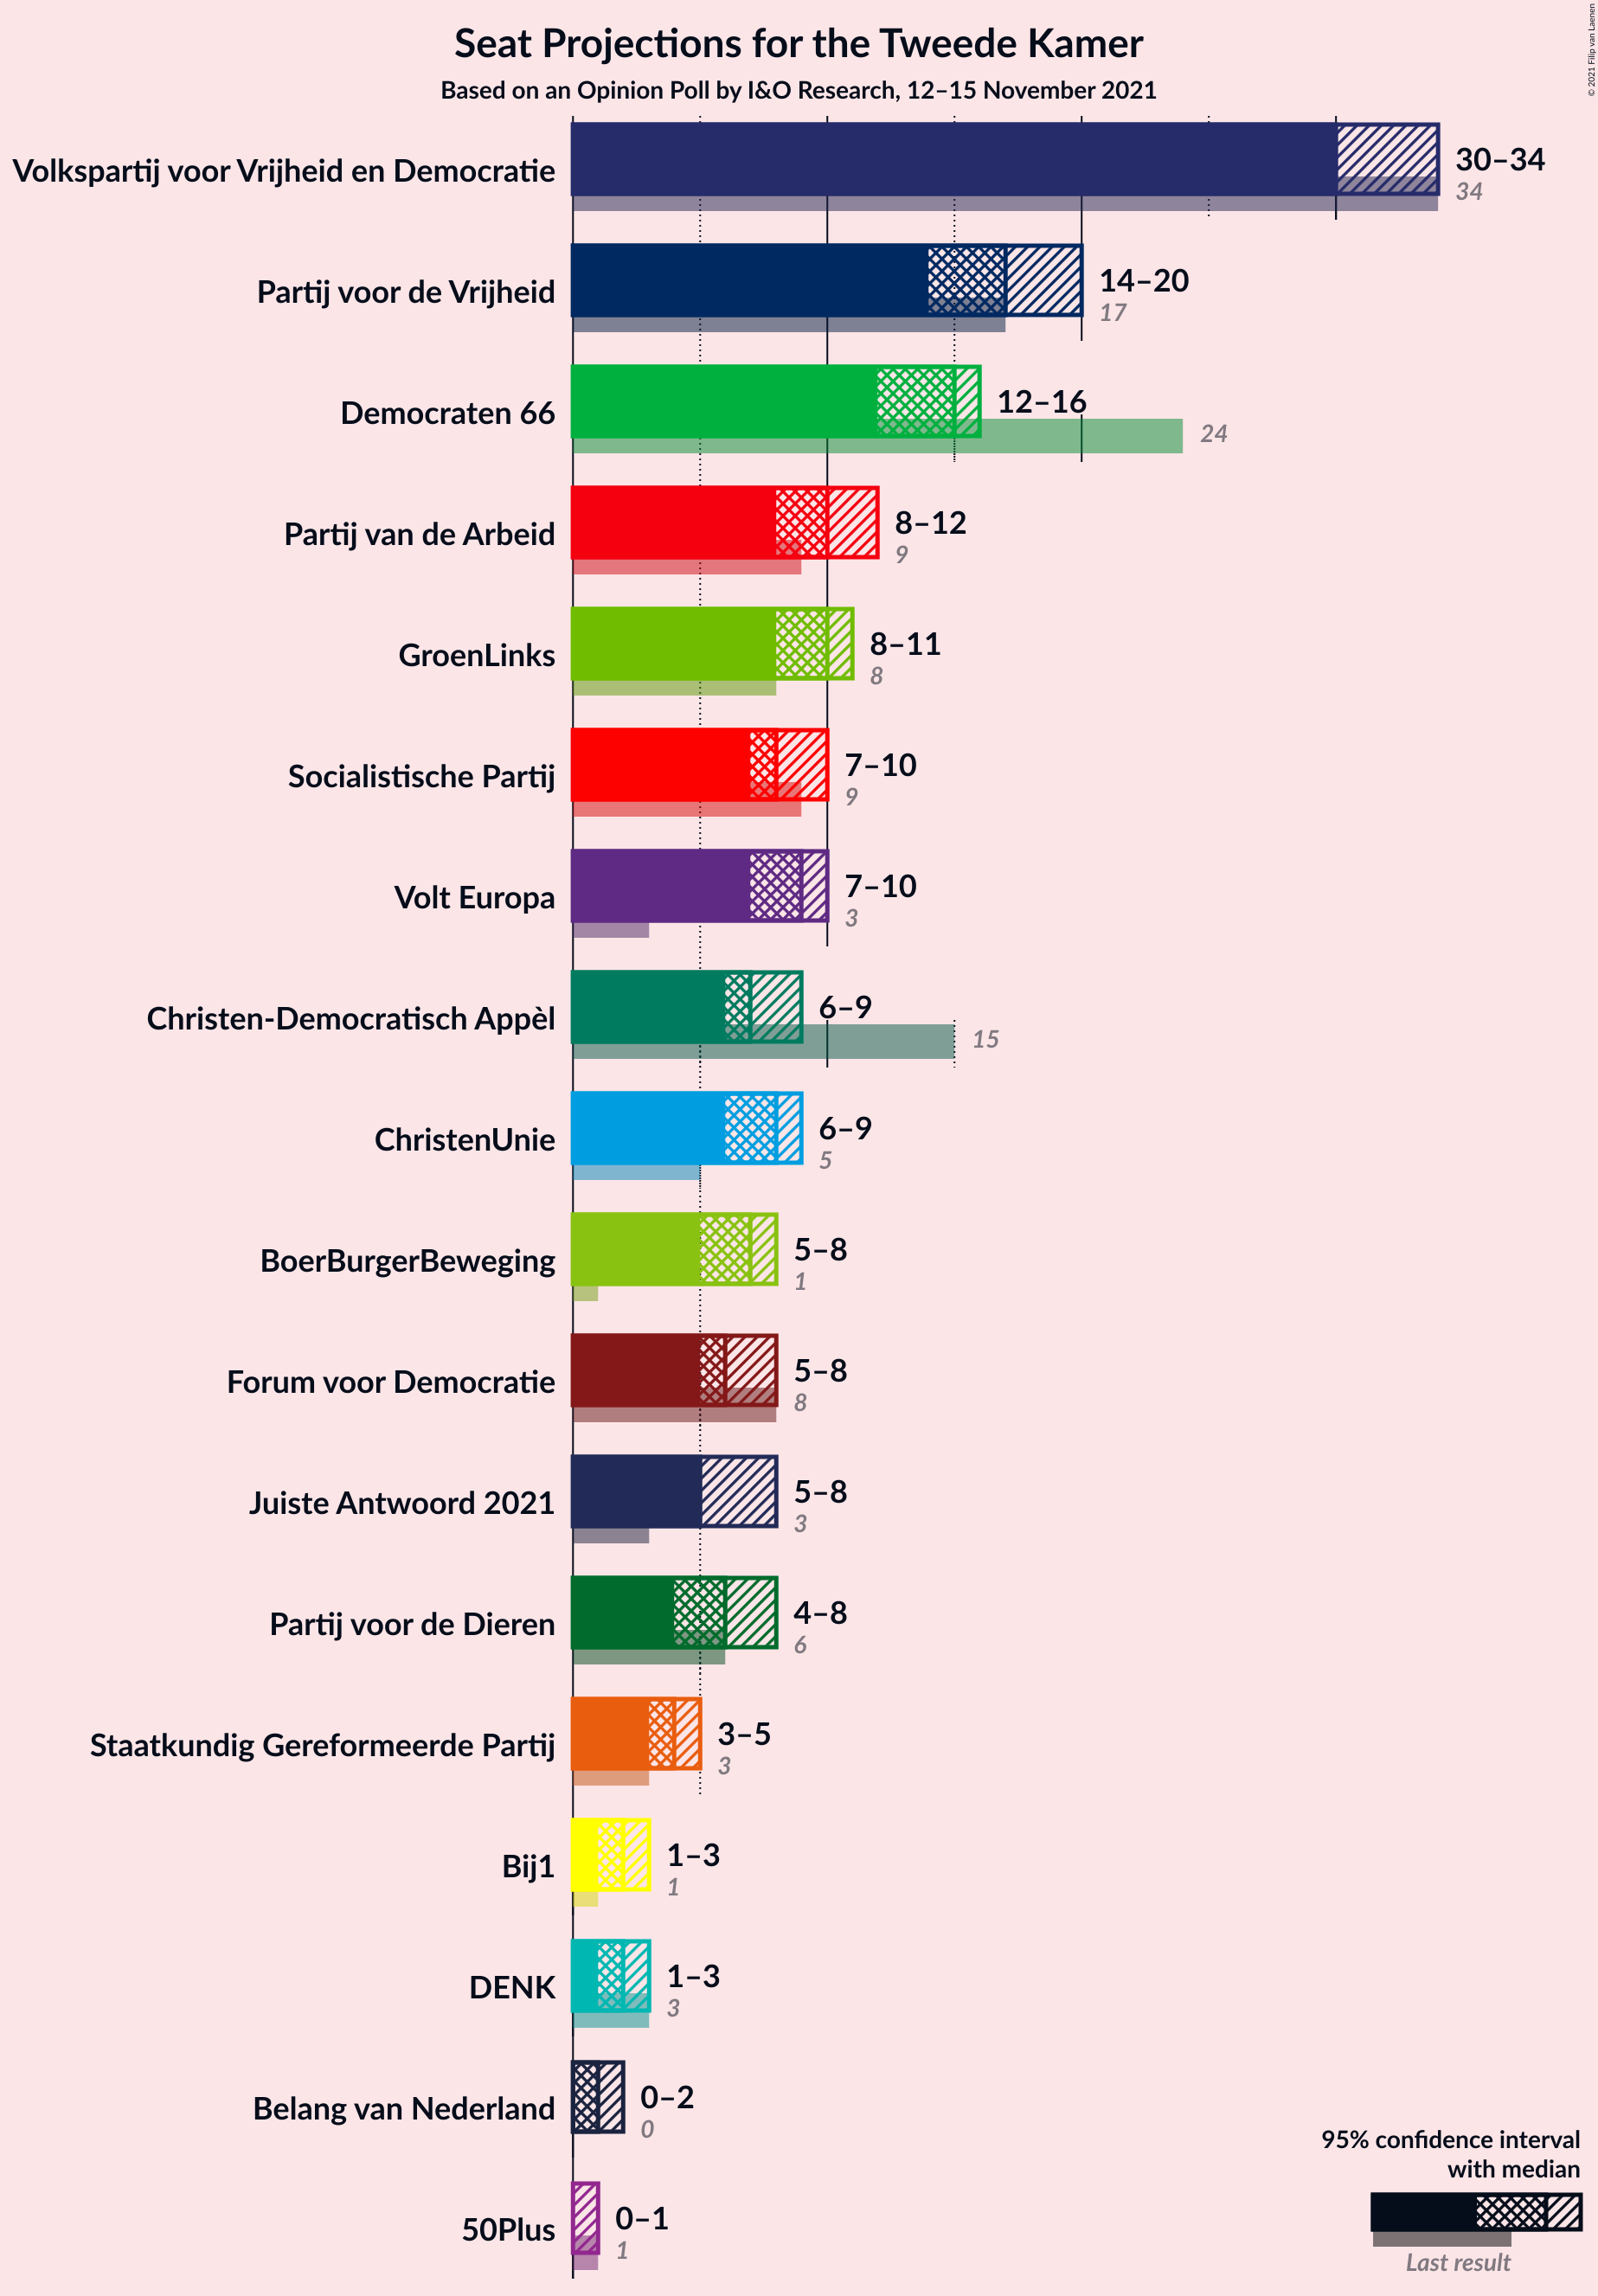 Seat Projections for the Tweede Kamer
Based on an Opinion Poll by I&O Research, 12–15 November 2021
© 2021 Filip van Laenen
Volkspartij voor Vrijheid en Democratie
30–34
34
Partij voor de Vrijheid
14–20
17
Democraten 66
12–16
24
Partij van de Arbeid
8–12
9
GroenLinks
8–11
8
Socialistische Partij
7–10
9
Volt Europa
7–10
3
Christen-Democratisch Appèl
6–9
15
ChristenUnie
6–9
5
BoerBurgerBeweging
5–8
1
Forum voor Democratie
5–8
8
Juiste Antwoord 2021
5–8
3
Partij voor de Dieren
4–8
6
Staatkundig Gereformeerde Partij
3–5
3
Bij1
1–3
1
DENK
1–3
3
Belang van Nederland
0–2
0
50Plus
0–1
1
95% confidence interval
with median
Last result